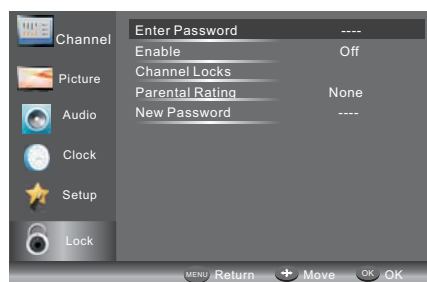 Channel
Picture
Audio
Clock
Setup
Lock
Enter Password ----
Enable Off
Channel Locks
Parental Rating None
New Password ----
MENU Return + Move OK OK